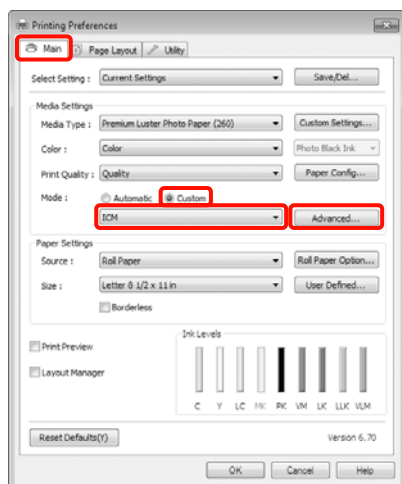 Printing Preferences
Main Page Layout Utility
Select Setting : Current Settings Save/Del...
Media Settings
Media Type : Premium Luster Photo Paper (260) Custom Settings...
Color : Color Photo Black Ink
Print Quality : Quality Paper Config...
Mode : Automatic Custom
ICM Advanced...
Paper Settings
Source : Roll Paper Roll Paper Option...
Size : Letter 8 1/2 x 11 in User Defined...
Borderless
Ink Levels
Print Preview
Layout Manager
C Y LC MK PK VM LK LLK VLM
Reset Defaults(Y) Version 6.70
OK Cancel Help